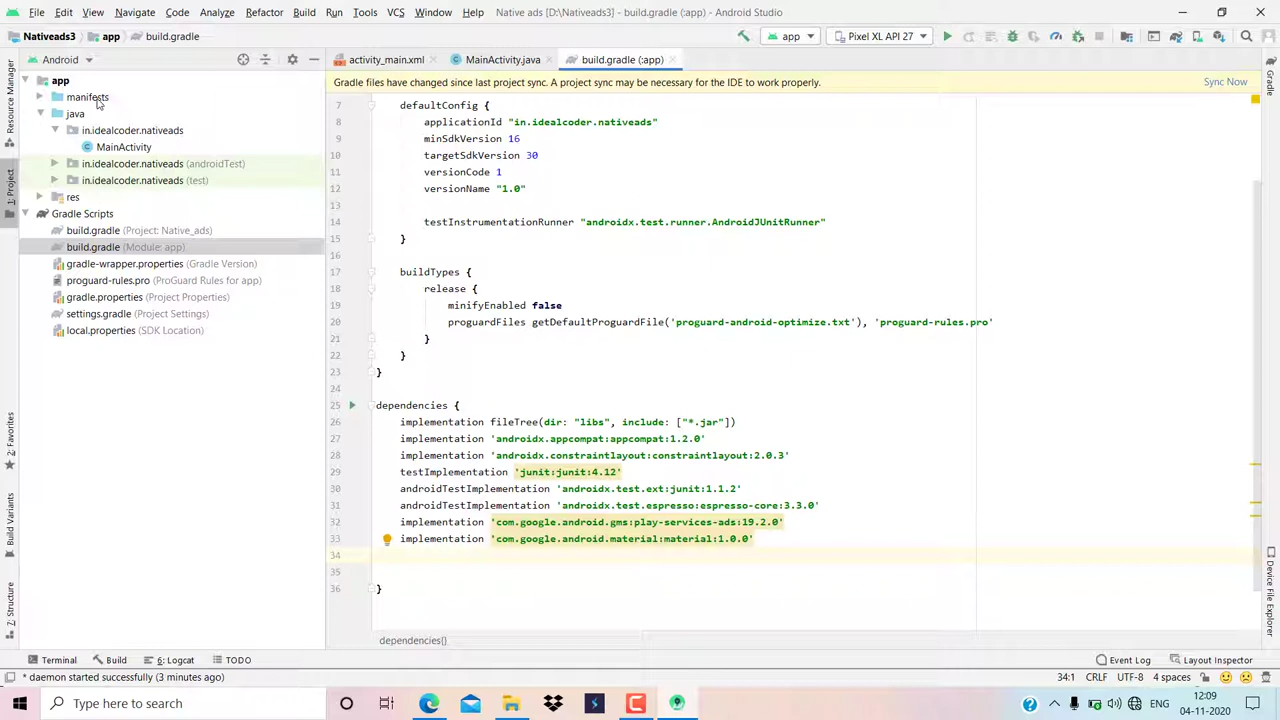 File Edit View Navigate Code Analyze Refactor Build Run Tools VCS Window Help Native ads [D:\Nativeads3] - build.gradle (:app) - Android Studio
Nativeads3 app build.gradle app Pixel XL API 27
Android activity_main.xml MainActivity.java build.gradle (:app)
Gradle files have changed since last project sync. A project sync may be necessary for the IDE to work properly. Sync Now
app
manifests
java
in.idealcoder.nativeads
MainActivity
in.idealcoder.nativeads (androidTest)
in.idealcoder.nativeads (test)
res
Gradle Scripts
build.gradle (Project: Native_ads)
build.gradle (Module: app)
gradle-wrapper.properties (Gradle Version)
proguard-rules.pro (ProGuard Rules for app)
gradle.properties (Project Properties)
settings.gradle (Project Settings)
local.properties (SDK Location)
Resource Manager
1: Project
2: Favorites
Build Variants
7: Structure
7 defaultConfig {
8 applicationId "in.idealcoder.nativeads"
9 minSdkVersion 16
10 targetSdkVersion 30
11 versionCode 1
12 versionName "1.0"
13
14 testInstrumentationRunner "androidx.test.runner.AndroidJUnitRunner"
15 }
16
17 buildTypes {
18 release {
19 minifyEnabled false
20 proguardFiles getDefaultProguardFile('proguard-android-optimize.txt'), 'proguard-rules.pro'
21 }
22 }
23 }
24
25 dependencies {
26 implementation fileTree(dir: "libs", include: ["*.jar"])
27 implementation 'androidx.appcompat:appcompat:1.2.0'
28 implementation 'androidx.constraintlayout:constraintlayout:2.0.3'
29 testImplementation 'junit:junit:4.12'
30 androidTestImplementation 'androidx.test.ext:junit:1.1.2'
31 androidTestImplementation 'androidx.test.espresso:espresso-core:3.3.0'
32 implementation 'com.google.android.gms:play-services-ads:19.2.0'
33 implementation 'com.google.android.material:material:1.0.0'
34
35
36 }
dependencies{}
Gradle
Device File Explorer
Terminal Build 6: Logcat TODO Event Log Layout Inspector
* daemon started successfully (3 minutes ago) 34:1 CRLF UTF-8 4 spaces
Type here to search ENG 12:09
04-11-2020